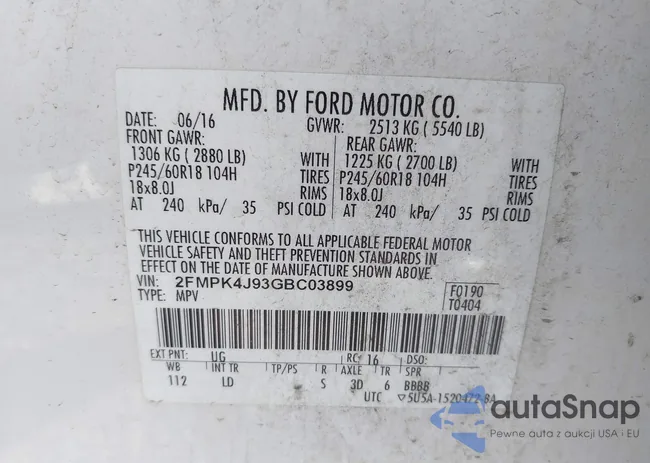 MFD. BY FORD MOTOR CO.
DATE: 06/16 GVWR: 2513 KG ( 5540 LB)
FRONT GAWR: REAR GAWR:
1306 KG ( 2880 LB) WITH 1225 KG ( 2700 LB) WITH
P245/60R18 104H TIRES P245/60R18 104H TIRES
18x8.0J RIMS 18x8.0J RIMS
AT 240 kPa/ 35 PSI COLD AT 240 kPa/ 35 PSI COLD
THIS VEHICLE CONFORMS TO ALL APPLICABLE FEDERAL MOTOR
VEHICLE SAFETY AND THEFT PREVENTION STANDARDS IN
EFFECT ON THE DATE OF MANUFACTURE SHOWN ABOVE.
VIN: 2FMPK4J93GBC03899 F0190
TYPE: MPV T0404
EXT PNT: UG RC: 16 DSO:
WB INT TR TP/PS R AXLE TR SPR
112 LD S 3D 6 BBBB
UTC ▽5U5A-1520472-BA
autaSnap
Pewne auta z aukcji USA i EU